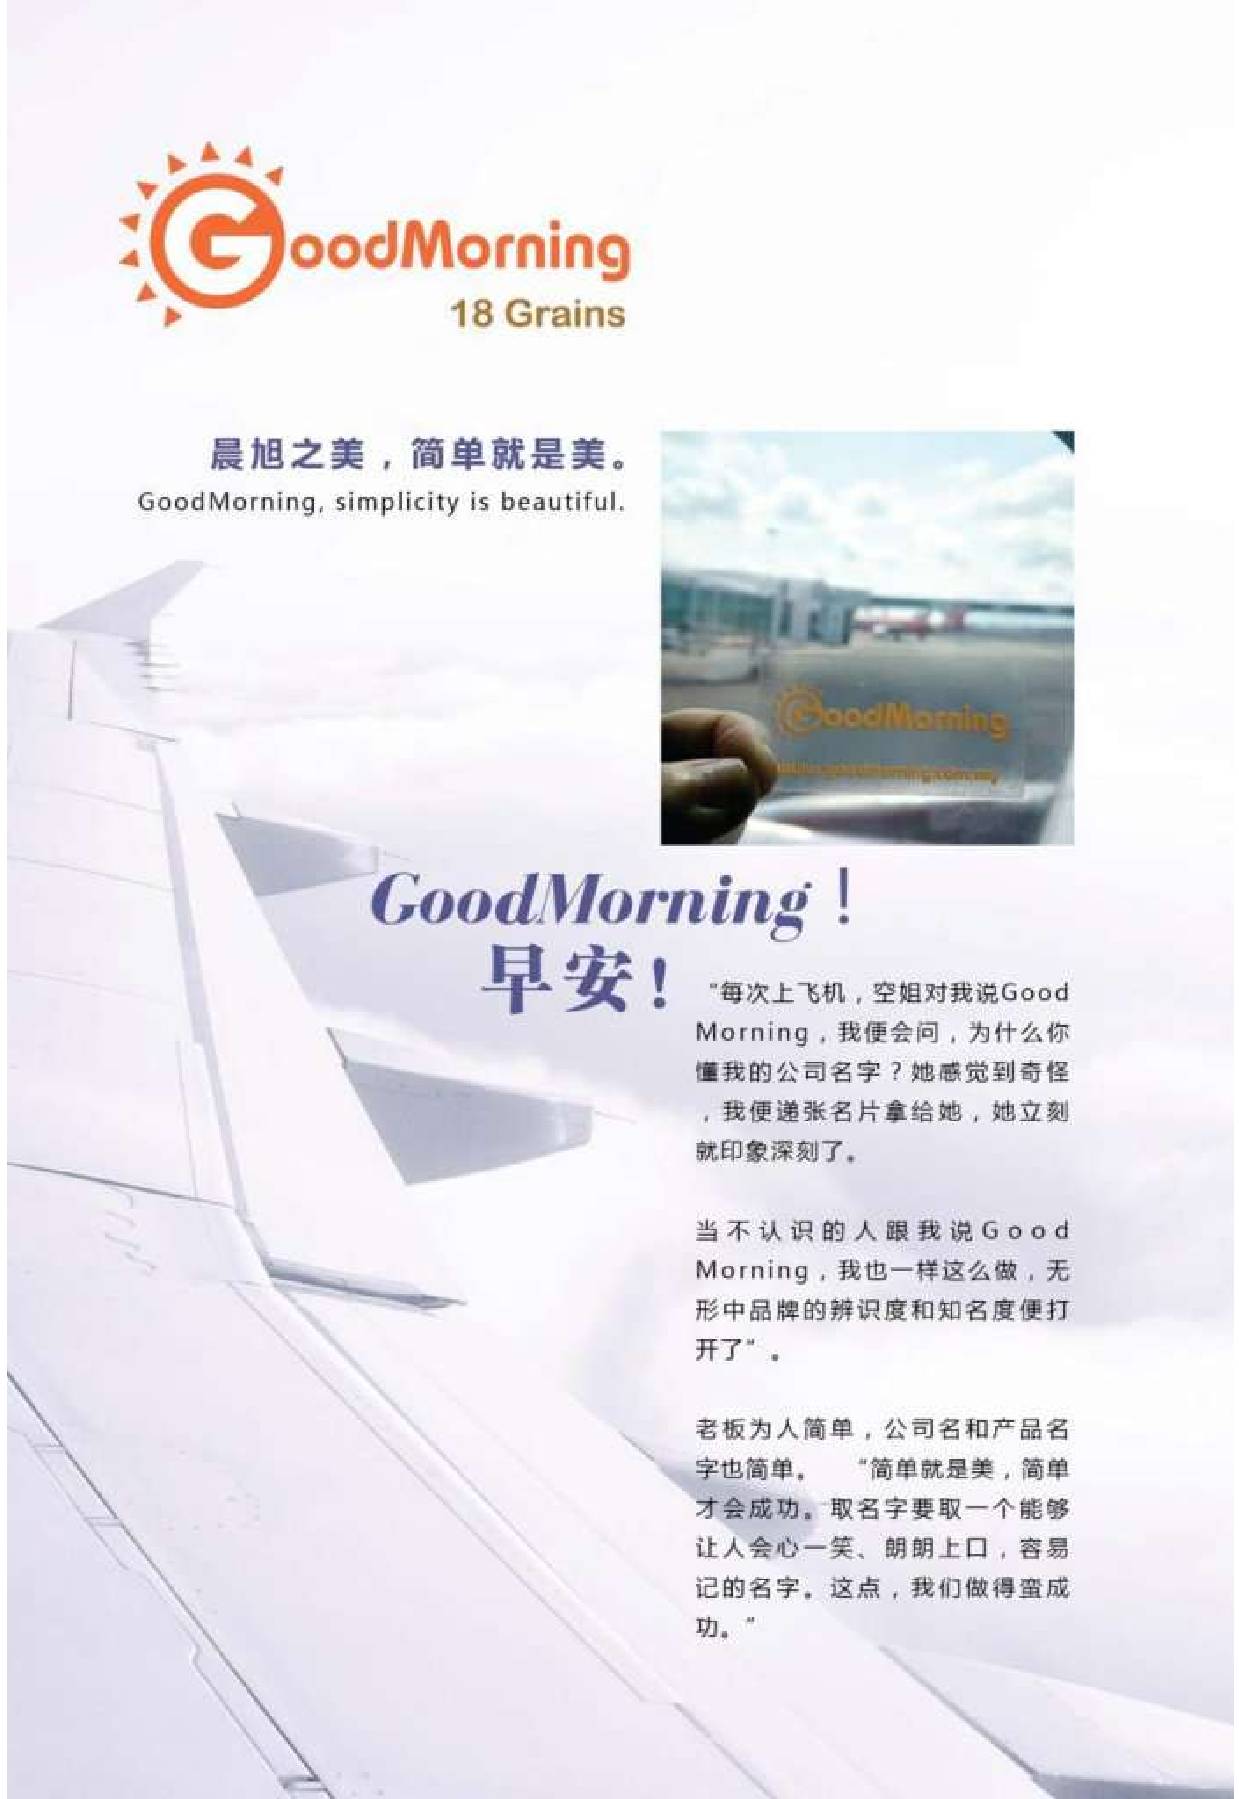 GoodMorning
18 Grains
晨旭之美，简单就是美。
GoodMorning, simplicity is beautiful.
GoodMorning
GoodMorning！
早安！
“每次上飞机，空姐对我说Good
Morning，我便会问，为什么你
懂我的公司名字？她感觉到奇怪
，我便递张名片拿给她，她立刻
就印象深刻了。
当不认识的人跟我说Good
Morning，我也一样这么做，无
形中品牌的辨识度和知名度便打
开了”。
老板为人简单，公司名和产品名
字也简单。 “简单就是美，简单
才会成功。取名字要取一个能够
让人会心一笑、朗朗上口，容易
记的名字。这点，我们做得蛮成
功。”